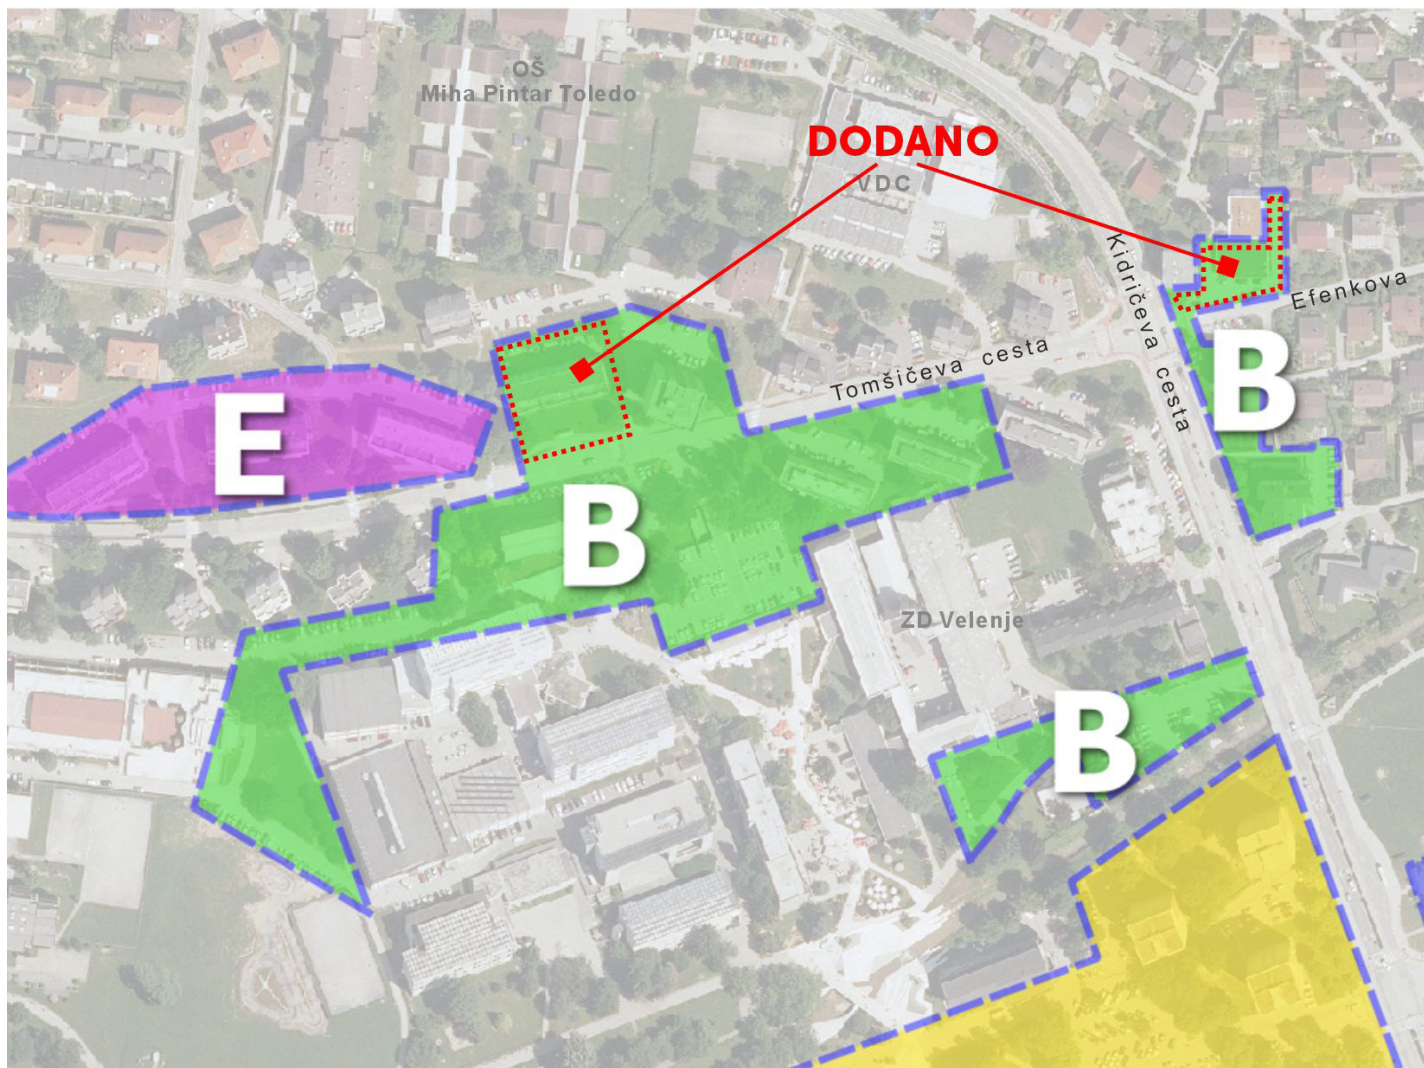 OŠ
Miha Pintar Toledo
DODANO
VDC
Kidričeva cesta
Efenkova
Tomšičeva cesta
B
E
B
ZD Velenje
B